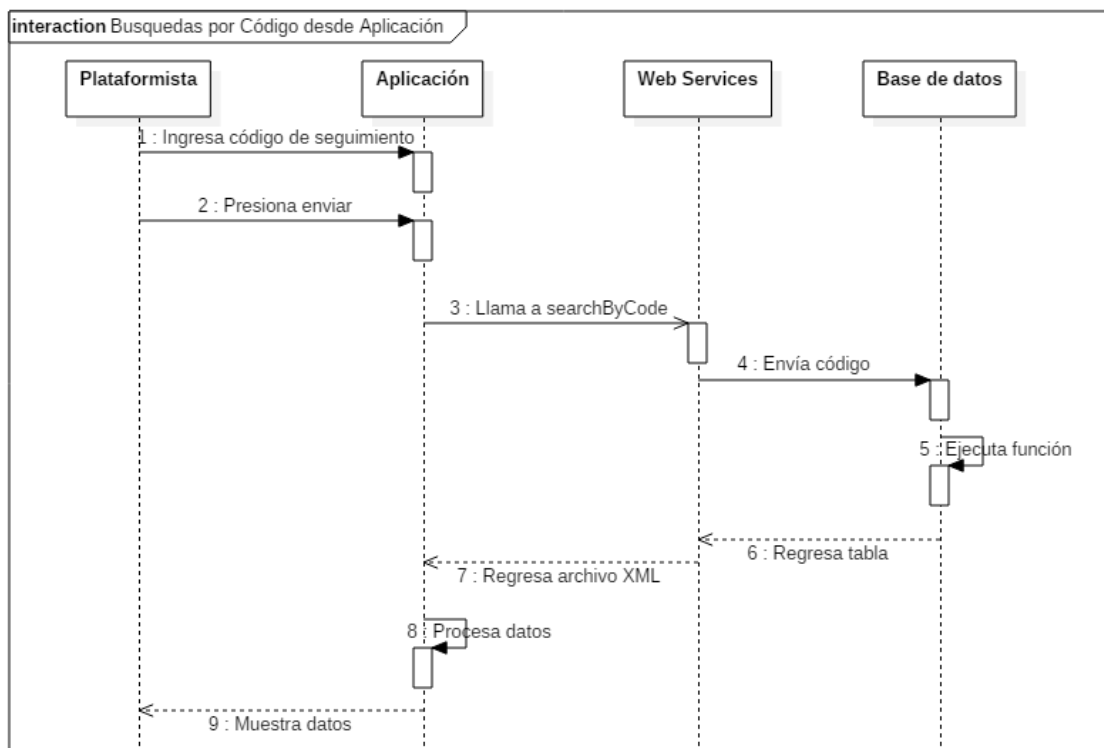 interaction Busquedas por Código desde Aplicación
Plataformista
Aplicación
Web Services
Base de datos
1 : Ingresa código de seguimiento
2 : Presiona enviar
3 : Llama a searchByCode
4 : Envía código
5 : Ejecuta función
6 : Regresa tabla
7 : Regresa archivo XML
8 : Procesa datos
9 : Muestra datos